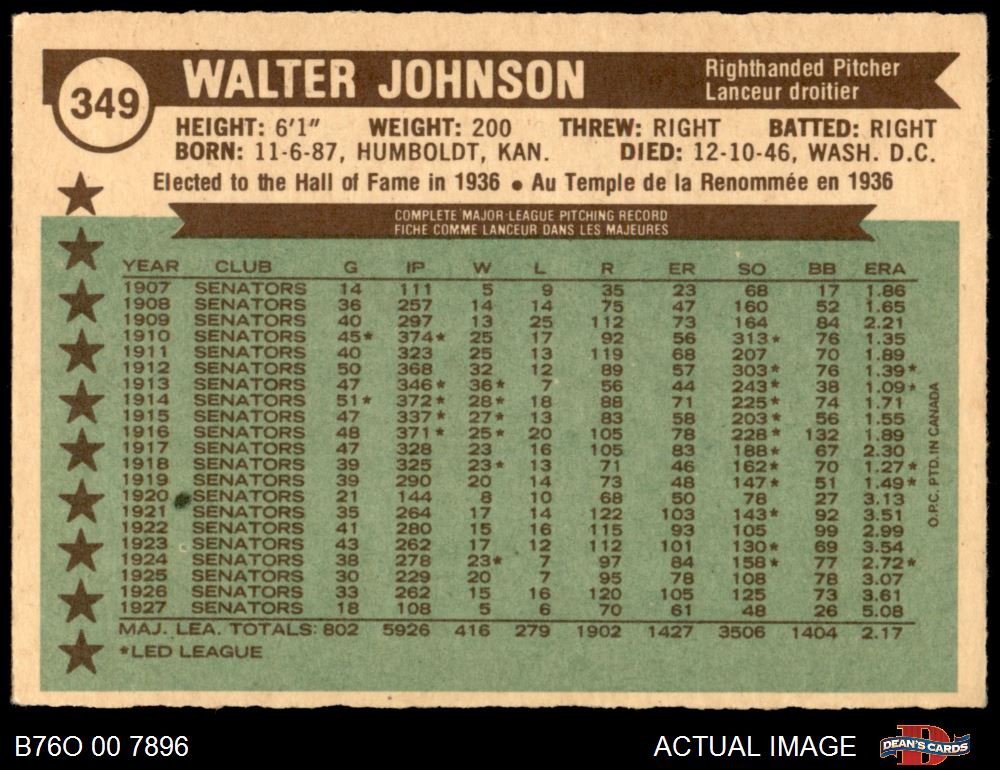 349
WALTER JOHNSON
Righthanded Pitcher
Lanceur droitier
HEIGHT: 6'1" WEIGHT: 200 THREW: RIGHT BATTED: RIGHT
BORN: 11-6-87, HUMBOLDT, KAN. DIED: 12-10-46, WASH. D.C.
Elected to the Hall of Fame in 1936 • Au Temple de la Renommée en 1936
COMPLETE MAJOR LEAGUE PITCHING RECORD
FICHE COMME LANCEUR DANS LES MAJEURES
YEAR CLUB G IP W L R ER SO BB ERA
1907 SENATORS 14 111 5 9 35 23 68 17 1.86
1908 SENATORS 36 257 14 14 75 47 160 52 1.65
1909 SENATORS 40 297 13 25 112 73 164 84 2.21
1910 SENATORS 45* 374* 25 17 92 56 313* 76 1.35
1911 SENATORS 40 323 25 13 119 68 207 70 1.89
1912 SENATORS 50 368 32 12 89 57 303* 76 1.39*
1913 SENATORS 47 346* 36* 7 56 44 243* 38 1.09*
1914 SENATORS 51* 372* 28* 18 88 71 225* 74 1.71
1915 SENATORS 47 337* 27* 13 83 58 203* 56 1.55
1916 SENATORS 48 371* 25* 20 105 78 228* 132 1.89
1917 SENATORS 47 328 23 16 105 83 188* 67 2.30
1918 SENATORS 39 325 23* 13 71 46 162* 70 1.27*
1919 SENATORS 39 290 20 14 73 48 147* 51 1.49*
1920 SENATORS 21 144 8 10 68 50 78 27 3.13
1921 SENATORS 35 264 17 14 122 103 143* 92 3.51
1922 SENATORS 41 280 15 16 115 93 105 99 2.99
1923 SENATORS 43 262 17 12 112 101 130* 69 3.54
1924 SENATORS 38 278 23* 7 97 84 158* 77 2.72*
1925 SENATORS 30 229 20 7 95 78 108 78 3.07
1926 SENATORS 33 262 15 16 120 105 125 73 3.61
1927 SENATORS 18 108 5 6 70 61 48 26 5.08
MAJ. LEA. TOTALS: 802 5926 416 279 1902 1427 3506 1404 2.17
*LED LEAGUE
O.P.C. PTD. IN CANADA
B76O 00 7896
ACTUAL IMAGE
D
DEAN'S CARDS